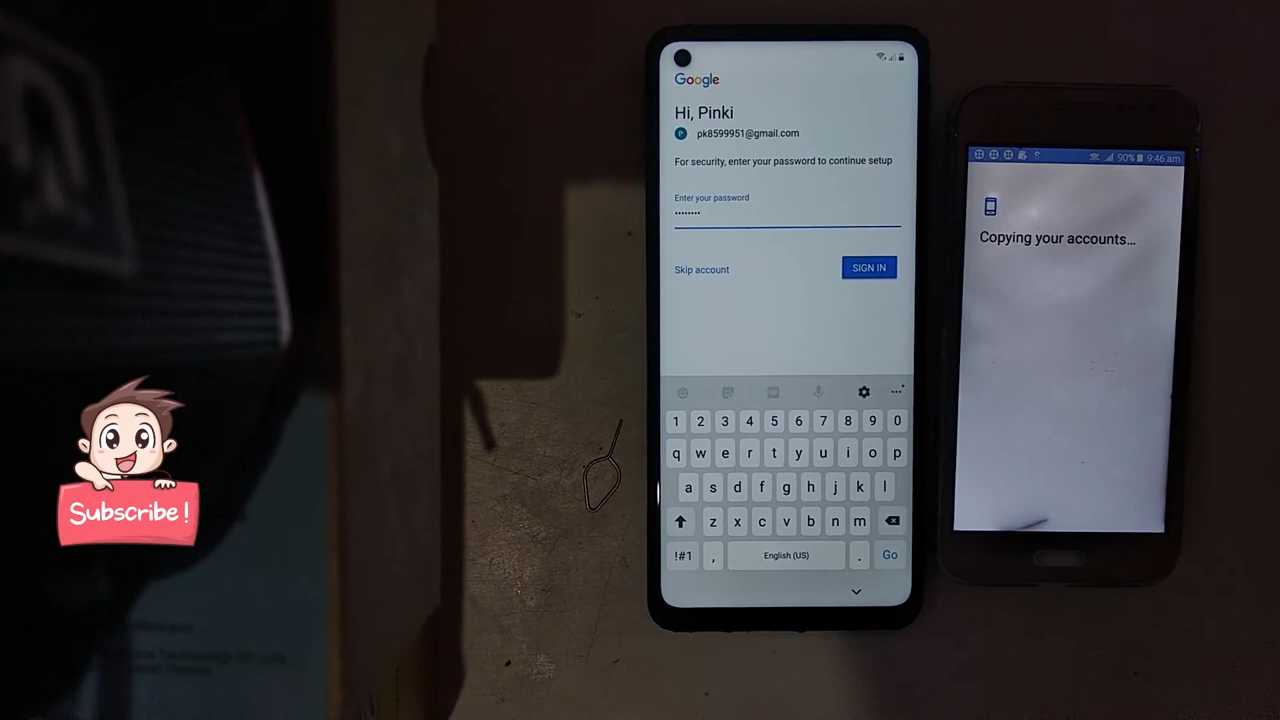 Google
Hi, Pinki
P pk8599951@gmail.com
For security, enter your password to continue setup
Enter your password
••••••••
Skip account
SIGN IN
1 2 3 4 5 6 7 8 9 0
q w e r t y u i o p
a s d f g h j k l
z x c v b n m
!#1 , English (US) . Go
90% 9:46 am
Copying your accounts...
Subscribe!